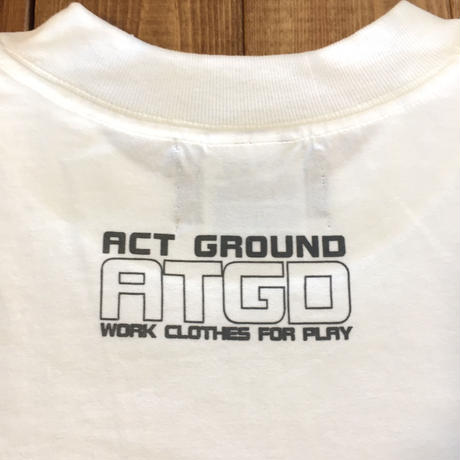 ACT GROUND
ATGD
WORK CLOTHES FOR PLAY